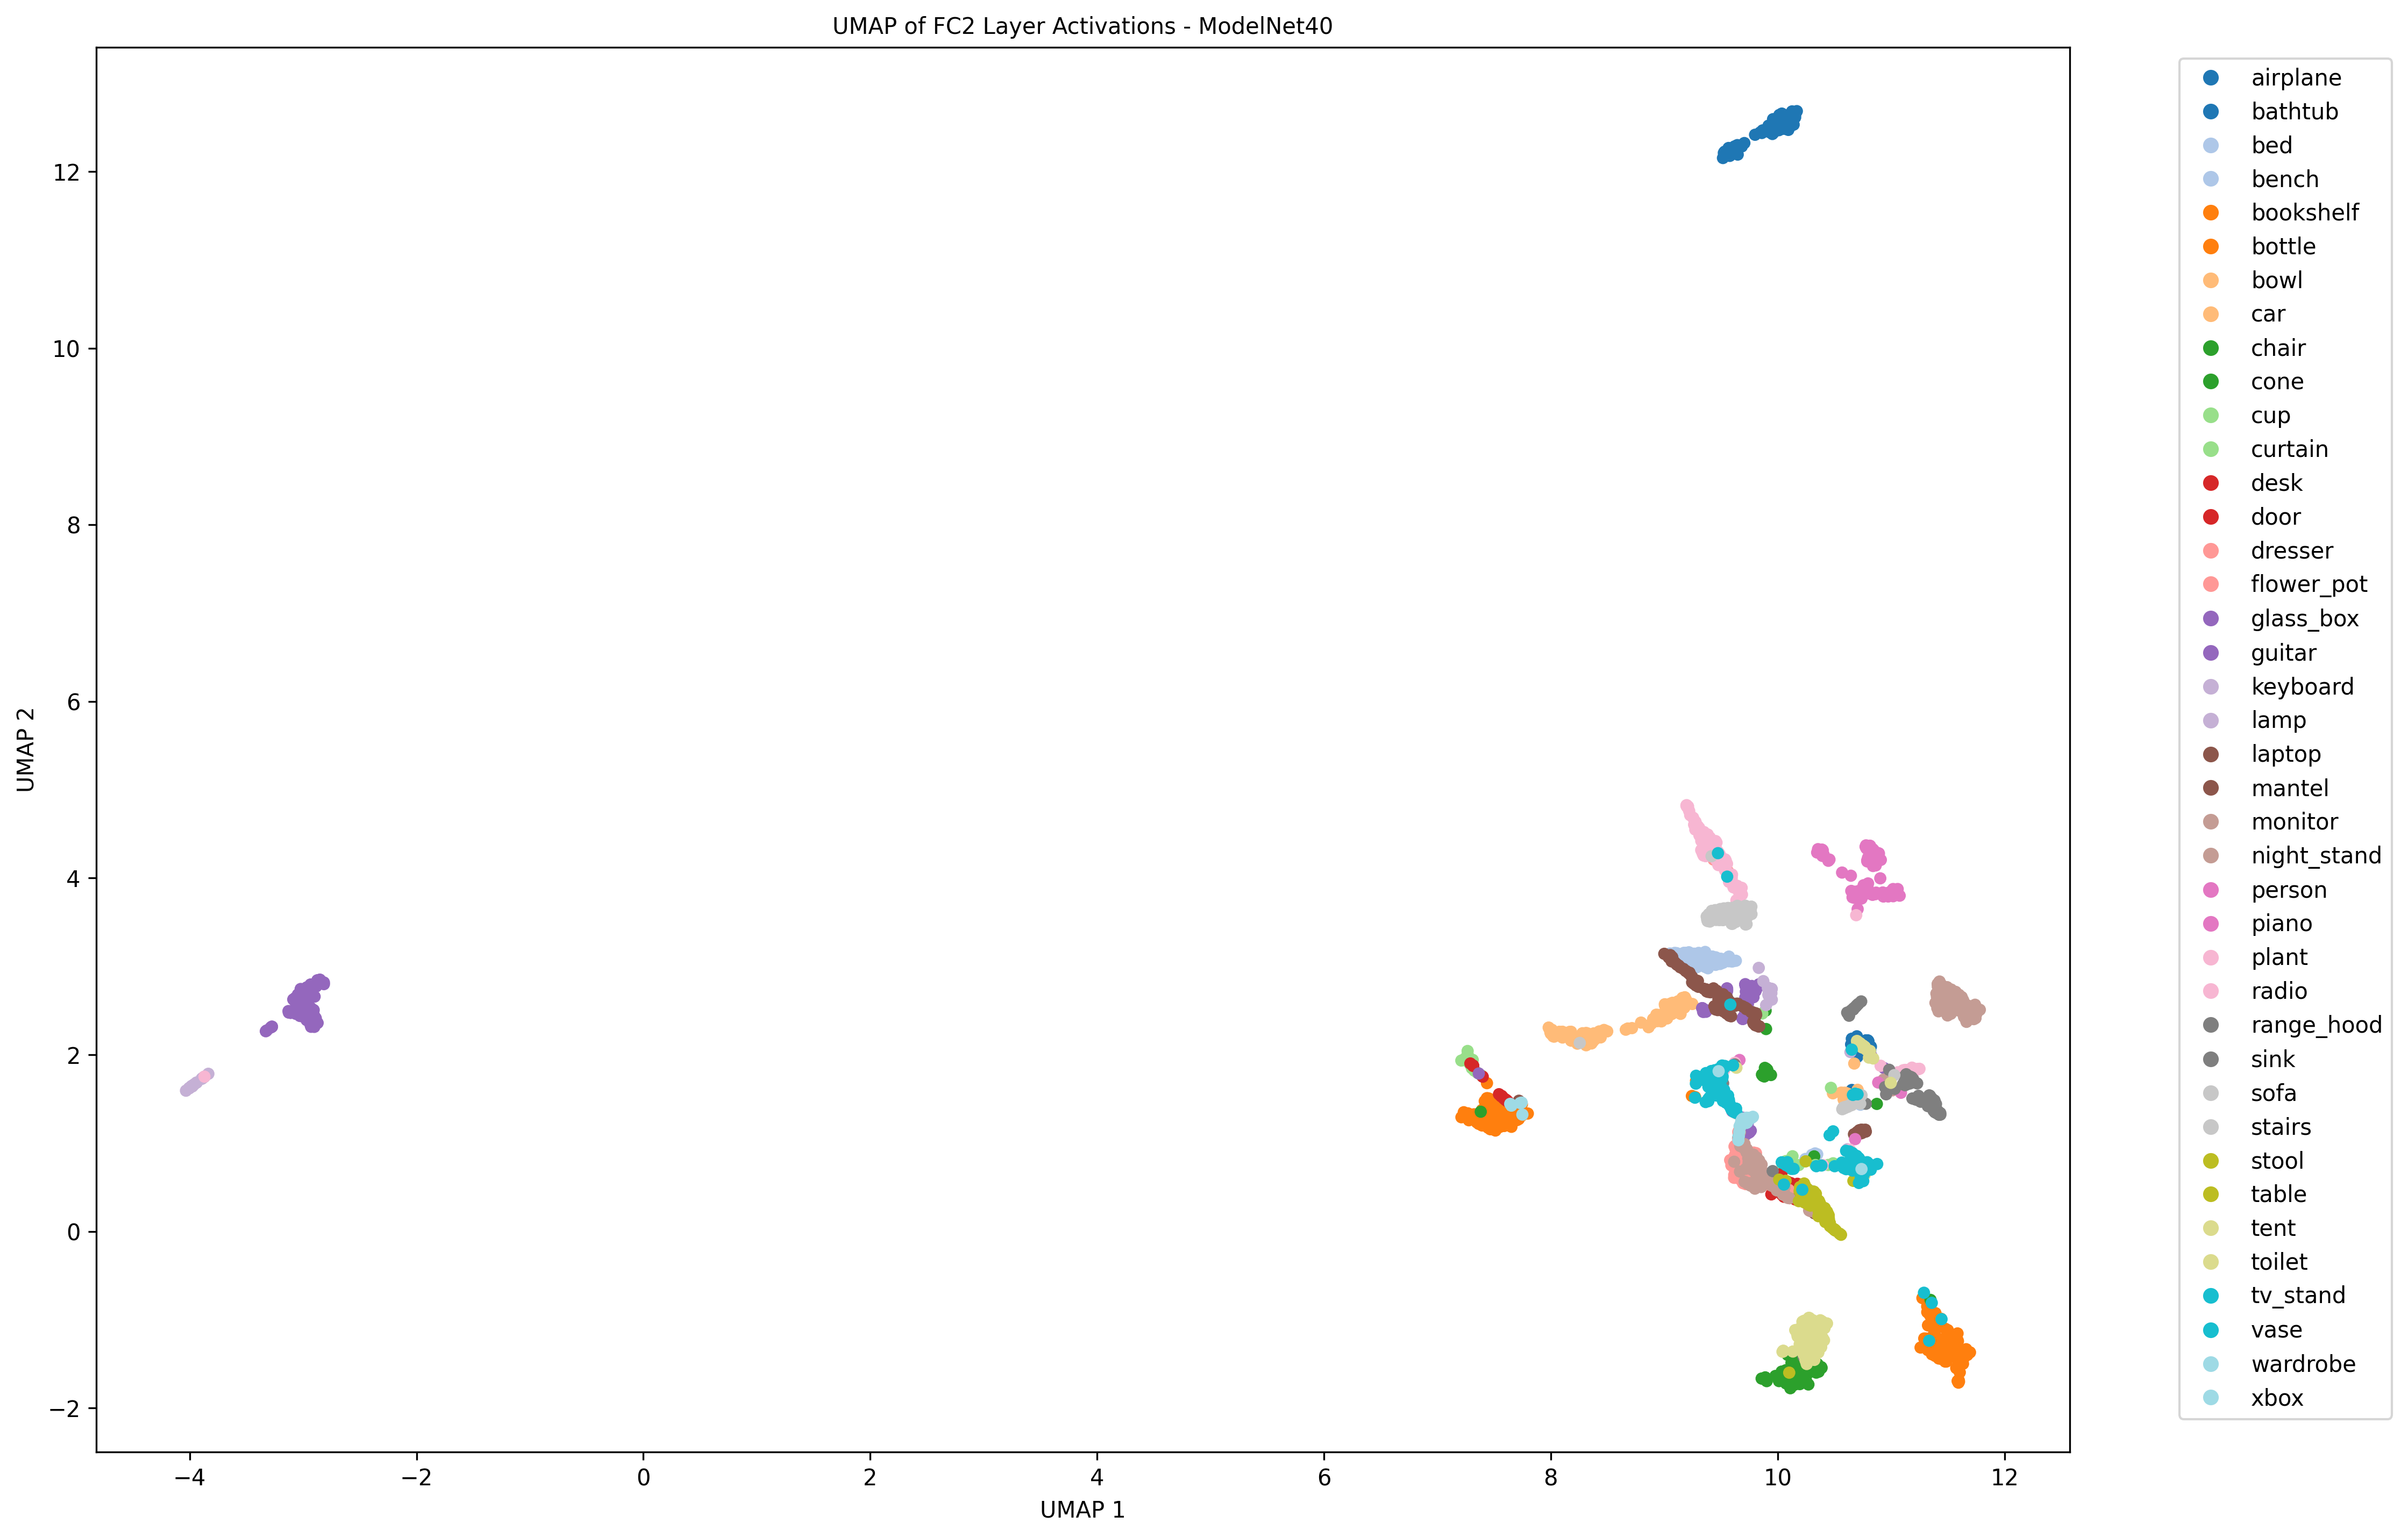 UMAP of FC2 Layer Activations - ModelNet40
12
10
8
6
4
2
0
−2
UMAP 2
−4
−2
0
2
4
6
8
10
12
UMAP 1
airplane
bathtub
bed
bench
bookshelf
bottle
bowl
car
chair
cone
cup
curtain
desk
door
dresser
flower_pot
glass_box
guitar
keyboard
lamp
laptop
mantel
monitor
night_stand
person
piano
plant
radio
range_hood
sink
sofa
stairs
stool
table
tent
toilet
tv_stand
vase
wardrobe
xbox